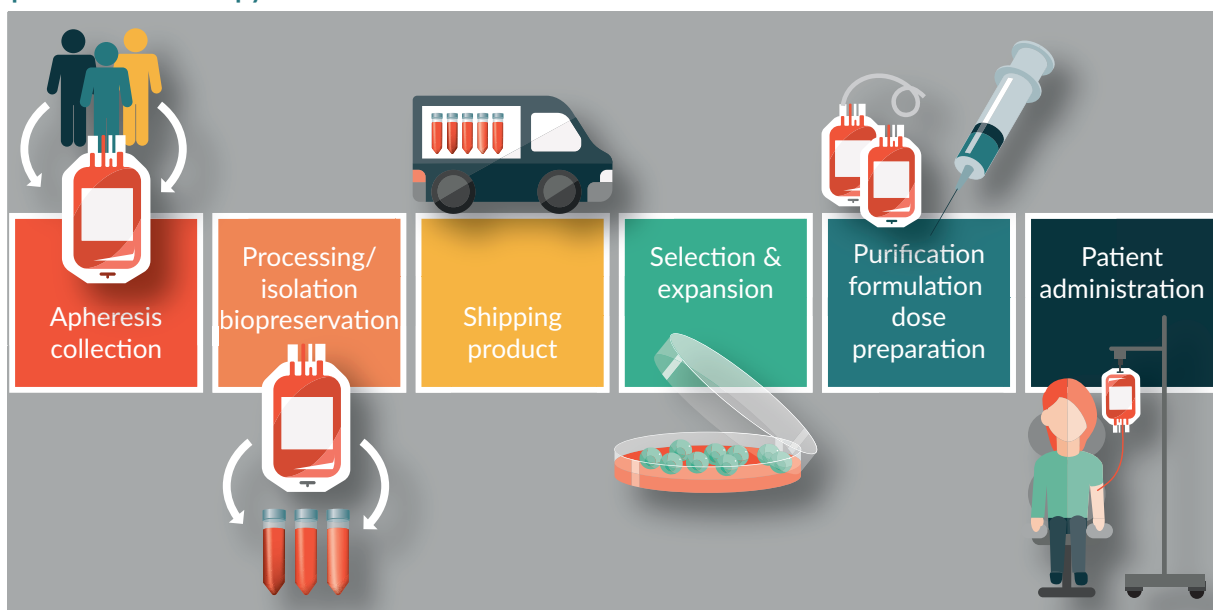 Apheresis
collection
Processing/
isolation
biopreservation
Shipping
product
Selection &
expansion
Purification
formulation
dose
preparation
Patient
administration